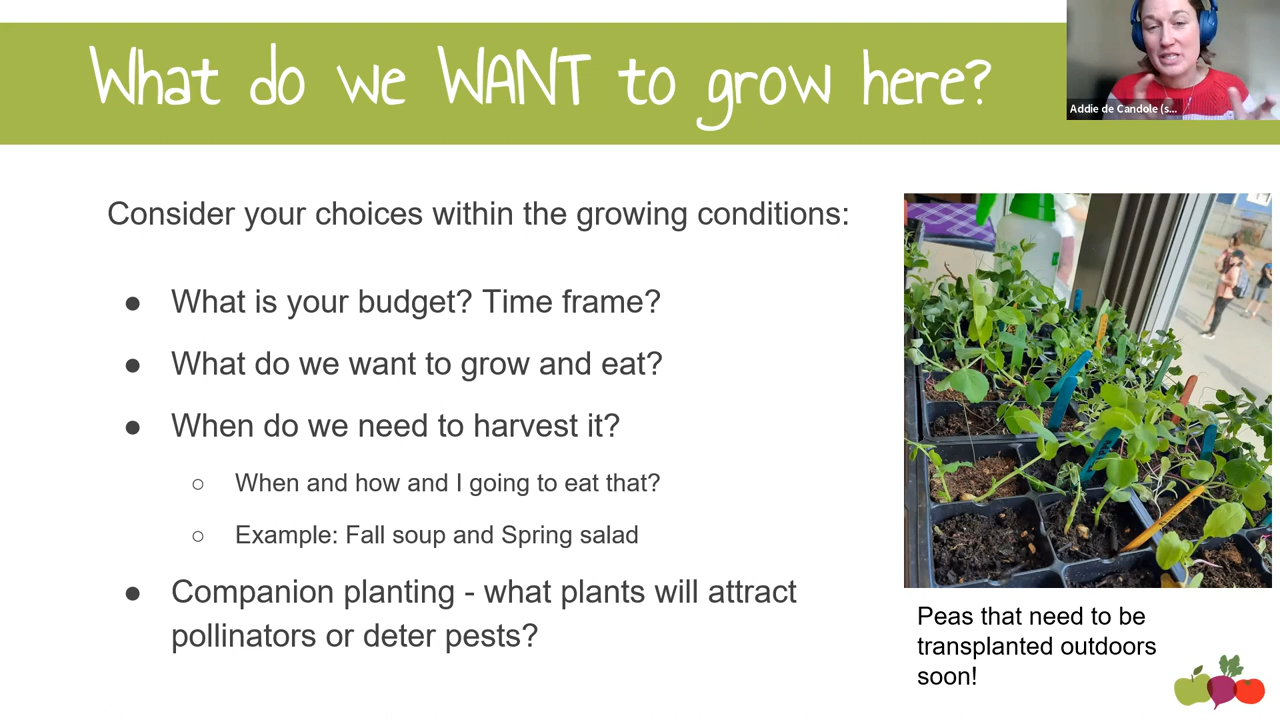 What do we WANT to grow here?
Addie de Candole (s...
Consider your choices within the growing conditions:
● What is your budget? Time frame?
● What do we want to grow and eat?
● When do we need to harvest it?
○ When and how and I going to eat that?
○ Example: Fall soup and Spring salad
● Companion planting - what plants will attract
pollinators or deter pests?
Peas that need to be
transplanted outdoors
soon!